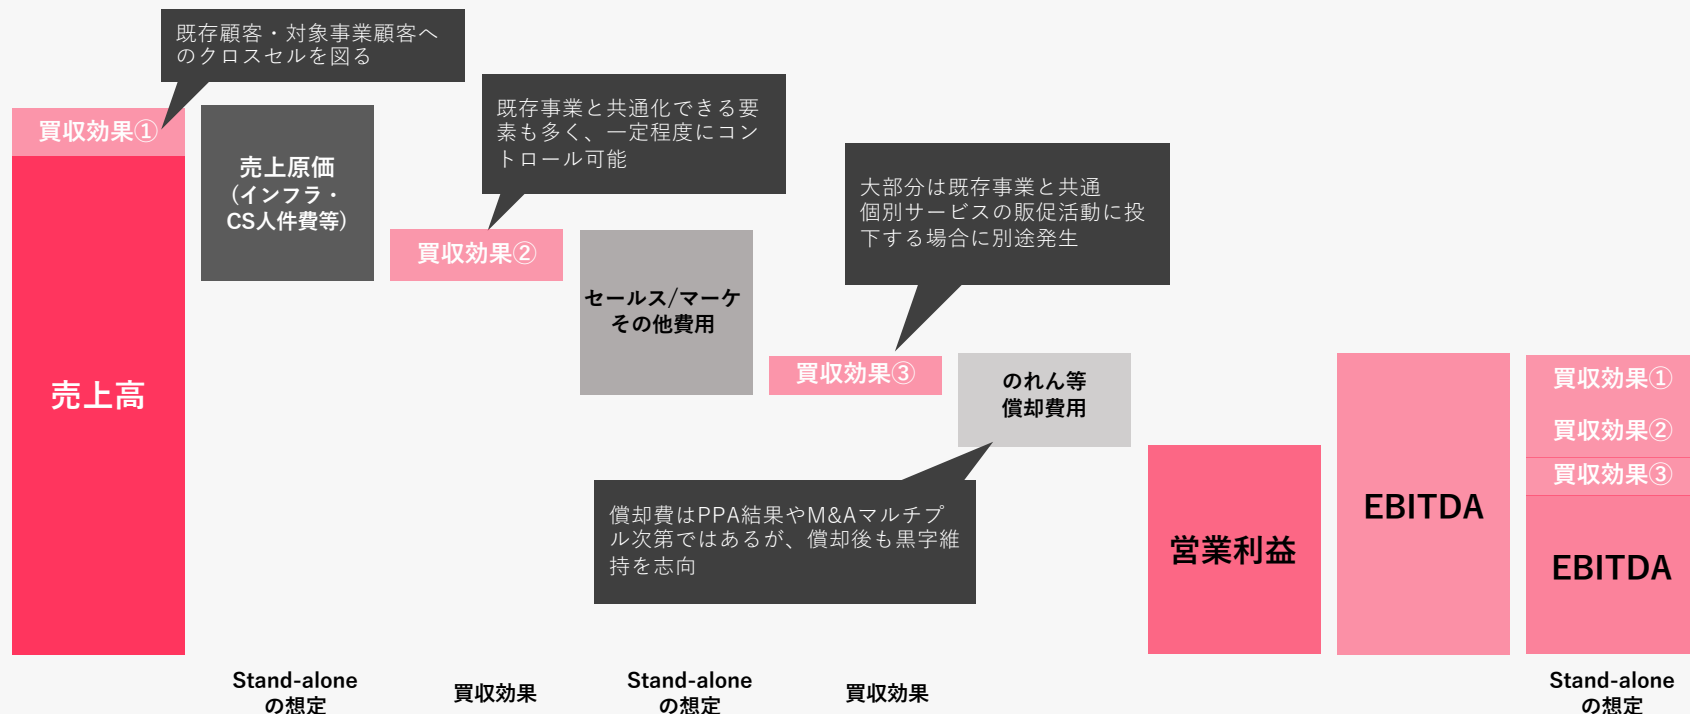 既存顧客・対象事業顧客へ
のクロスセルを図る
買収効果①
売上高
売上原価
（インフラ・
CS人件費等）
既存事業と共通化できる要
素も多く、一定程度にコン
トロール可能
買収効果②
セールス/マーケ
その他費用
大部分は既存事業と共通
個別サービスの販促活動に投
下する場合に別途発生
買収効果③
のれん等
償却費用
償却費はPPA結果やM&Aマルチプ
ル次第ではあるが、償却後も黒字維
持を志向
営業利益
EBITDA
買収効果①
買収効果②
買収効果③
EBITDA
Stand-alone
の想定
買収効果
Stand-alone
の想定
買収効果
Stand-alone
の想定